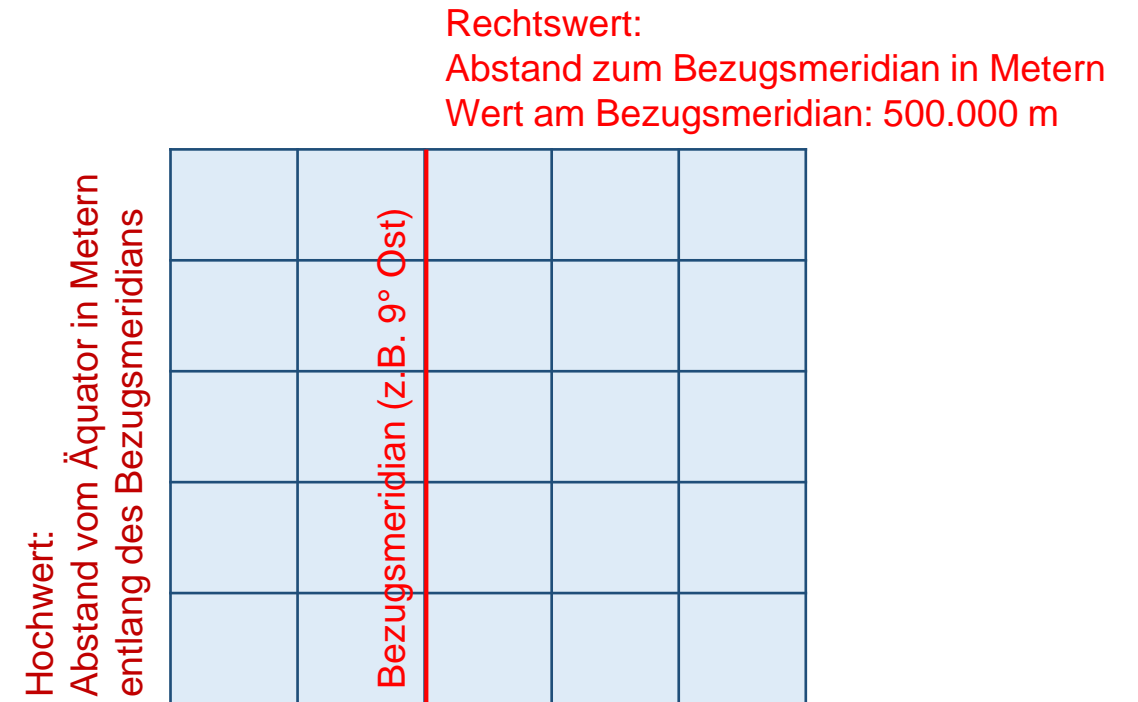 Rechtswert:
Abstand zum Bezugsmeridian in Metern
Wert am Bezugsmeridian: 500.000 m
Hochwert:
Abstand vom Äquator in Metern
entlang des Bezugsmeridians
Bezugsmeridian (z.B. 9° Ost)